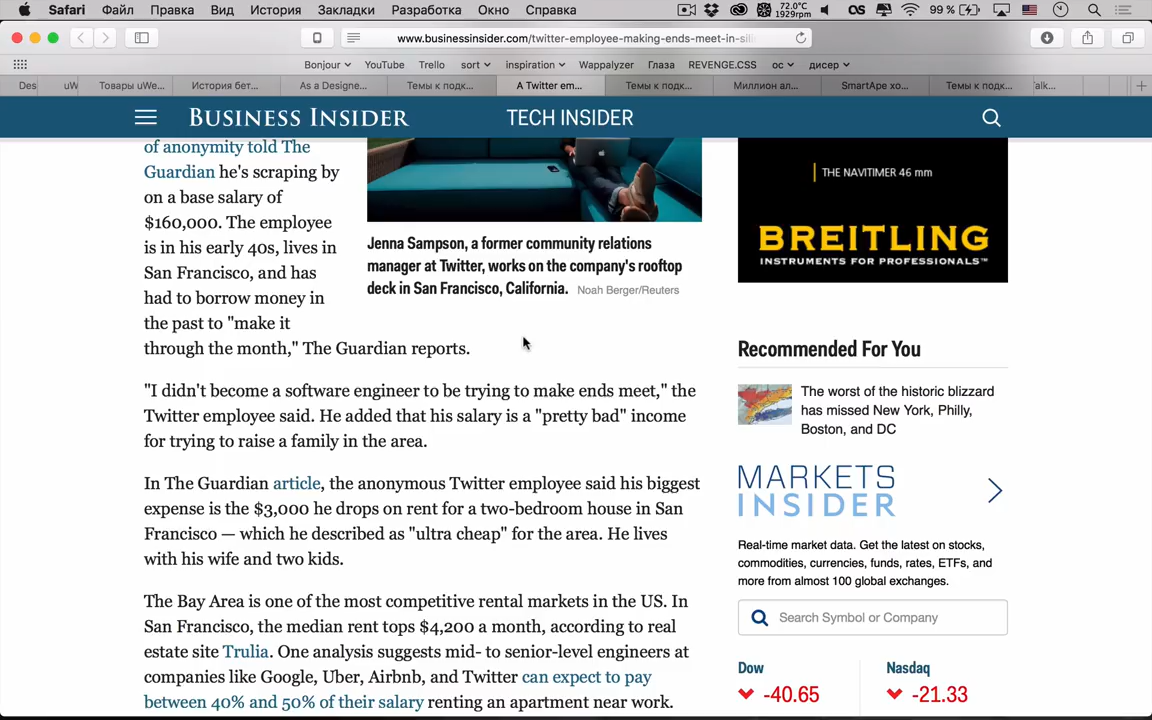 Safari Файл Правка Вид История Закладки Разработка Окно Справка 72.0°C 1929rpm 99 %
www.businessinsider.com/twitter-employee-making-ends-meet-in-sili
Bonjour YouTube Trello sort inspiration Wappalyzer Глаза REVENGE.CSS ос дисер
Des uW Товары uWe... История бет... As a Designe... Темы к подк... A Twitter em... Темы к подк... Миллион ал... SmartApe хо... Темы к подк... Talk...
BUSINESS INSIDER TECH INSIDER
of anonymity told The
Guardian he's scraping by
on a base salary of
$160,000. The employee
is in his early 40s, lives in
San Francisco, and has
had to borrow money in
the past to "make it
through the month," The Guardian reports.
Jenna Sampson, a former community relations
manager at Twitter, works on the company's rooftop
deck in San Francisco, California. Noah Berger/Reuters
"I didn't become a software engineer to be trying to make ends meet," the
Twitter employee said. He added that his salary is a "pretty bad" income
for trying to raise a family in the area.
In The Guardian article, the anonymous Twitter employee said his biggest
expense is the $3,000 he drops on rent for a two-bedroom house in San
Francisco — which he described as "ultra cheap" for the area. He lives
with his wife and two kids.
The Bay Area is one of the most competitive rental markets in the US. In
San Francisco, the median rent tops $4,200 a month, according to real
estate site Trulia. One analysis suggests mid- to senior-level engineers at
companies like Google, Uber, Airbnb, and Twitter can expect to pay
between 40% and 50% of their salary renting an apartment near work.
THE NAVITIMER 46 mm
BREITLING
INSTRUMENTS FOR PROFESSIONALS™
Recommended For You
The worst of the historic blizzard
has missed New York, Philly,
Boston, and DC
MARKETS
INSIDER
Real-time market data. Get the latest on stocks,
commodities, currencies, funds, rates, ETFs, and
more from almost 100 global exchanges.
Search Symbol or Company
Dow Nasdaq
-40.65 -21.33